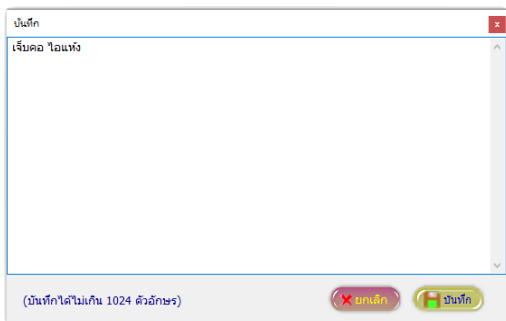 บันทึก
x
เจ็บคอ ไอแห้ง
(บันทึกได้ไม่เกิน 1024 ตัวอักษร)
ยกเลิก
บันทึก